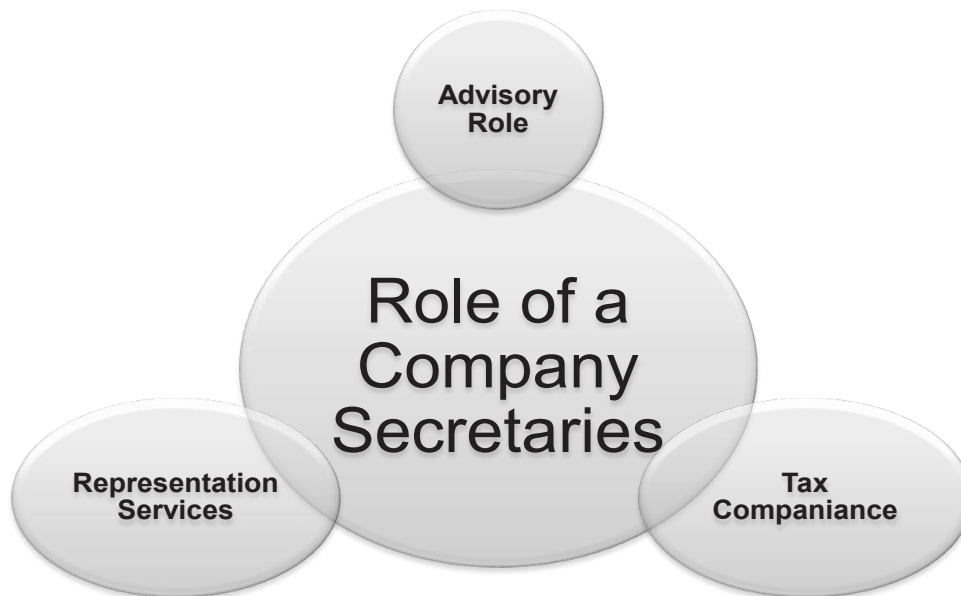 Advisory
Role
Role of a
Company
Secretaries
Representation
Services
Tax
Companiance